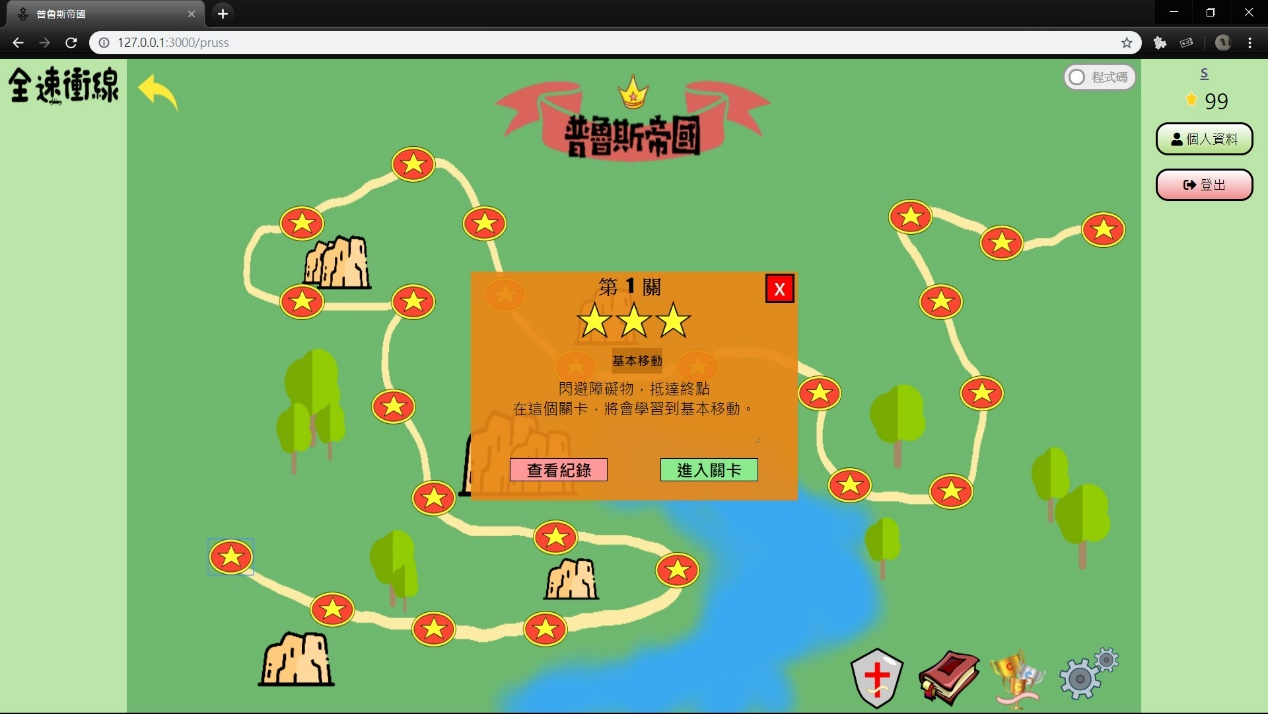 普魯斯帝國
127.0.0.1:3000/pruss
全速衝線
普魯斯帝國
程式碼
S
99
個人資料
登出
第 1 關
X
基本移動
閃避障礙物，抵達終點
在這個關卡，將會學習到基本移動。
查看紀錄
進入關卡